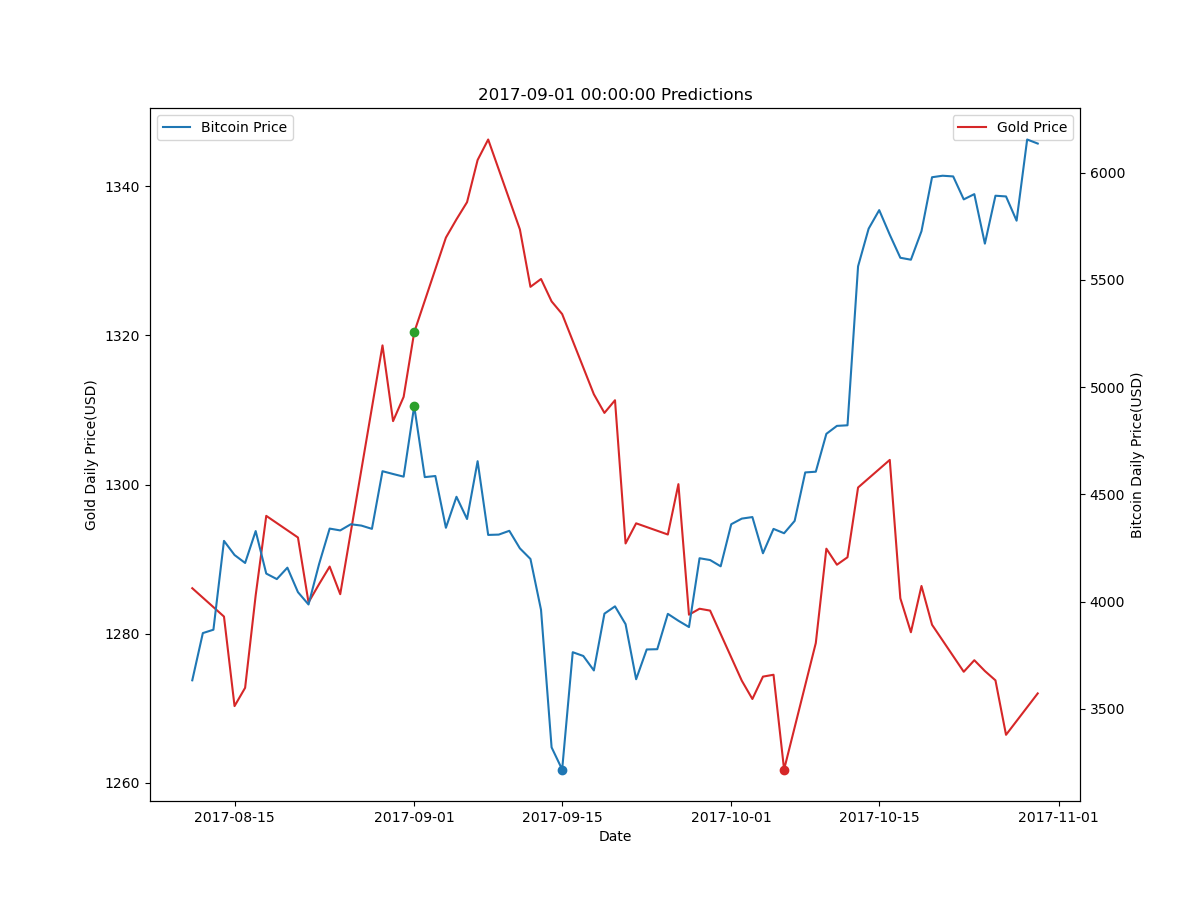 2017-09-01 00:00:00 Predictions
Bitcoin Price
Gold Price
1340
1320
1300
1280
1260
Gold Daily Price(USD)
6000
5500
5000
4500
4000
3500
Bitcoin Daily Price(USD)
2017-08-15
2017-09-01
2017-09-15
2017-10-01
2017-10-15
2017-11-01
Date